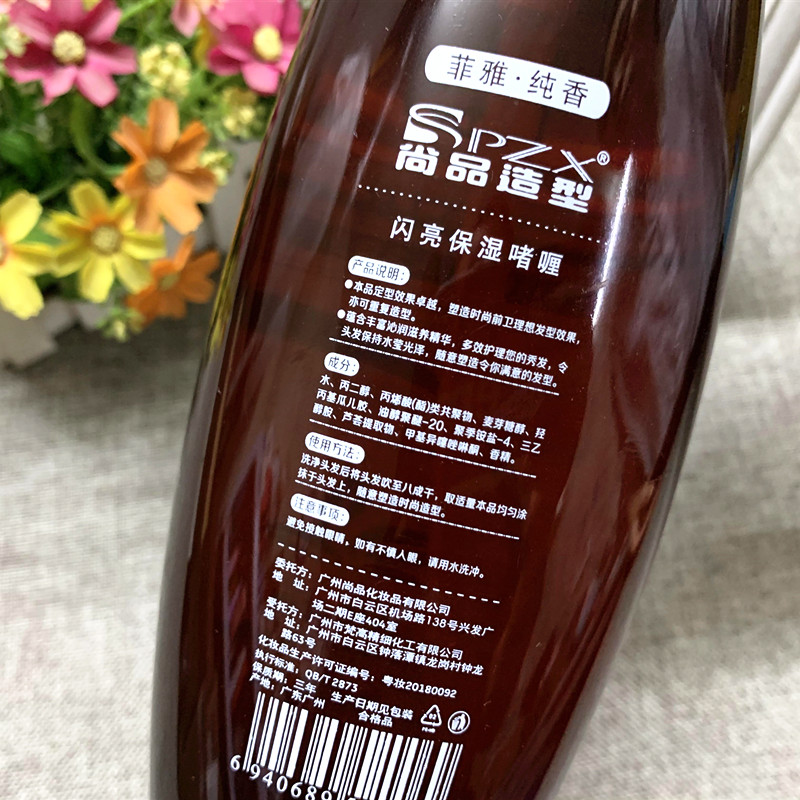 菲雅·纯香
SPZX®
尚品造型
闪亮保湿啫喱
产品说明:
●本品定型效果卓越，塑造时尚前卫理想发型效果，
亦可重复造型。
●蕴含丰富沁润滋养精华，多效护理您的秀发，令
头发保持水莹光泽，随意塑造令你满意的发型。
成分:
水、丙二醇、丙烯酸(酯)类共聚物、麦芽糖醇、羟
丙基瓜儿胶、油醇聚醚-20、聚季铵盐-4、三乙
醇胺、芦荟提取物、甲基异噻唑啉酮、香精。
使用方法:
洗净头发后将头发吹至八成干，取适量本品均匀涂
抹于头发上，随意塑造时尚造型。
注意事项:
避免接触眼睛，如有不慎入眼，请用水洗冲。
委托方：广州尚品化妆品有限公司
地 址：广州市白云区机场路138号兴发广
场二期E座404室
受托方：广州市梵高精细化工有限公司
地 址：广州市白云区钟落潭镇龙岗村钟龙
路63号
化妆品生产许可证编号：粤妆20180092
执行标准：QB/T 2873
保质期：三年 生产日期见包装
产地：广东广州 合格品
6 940689